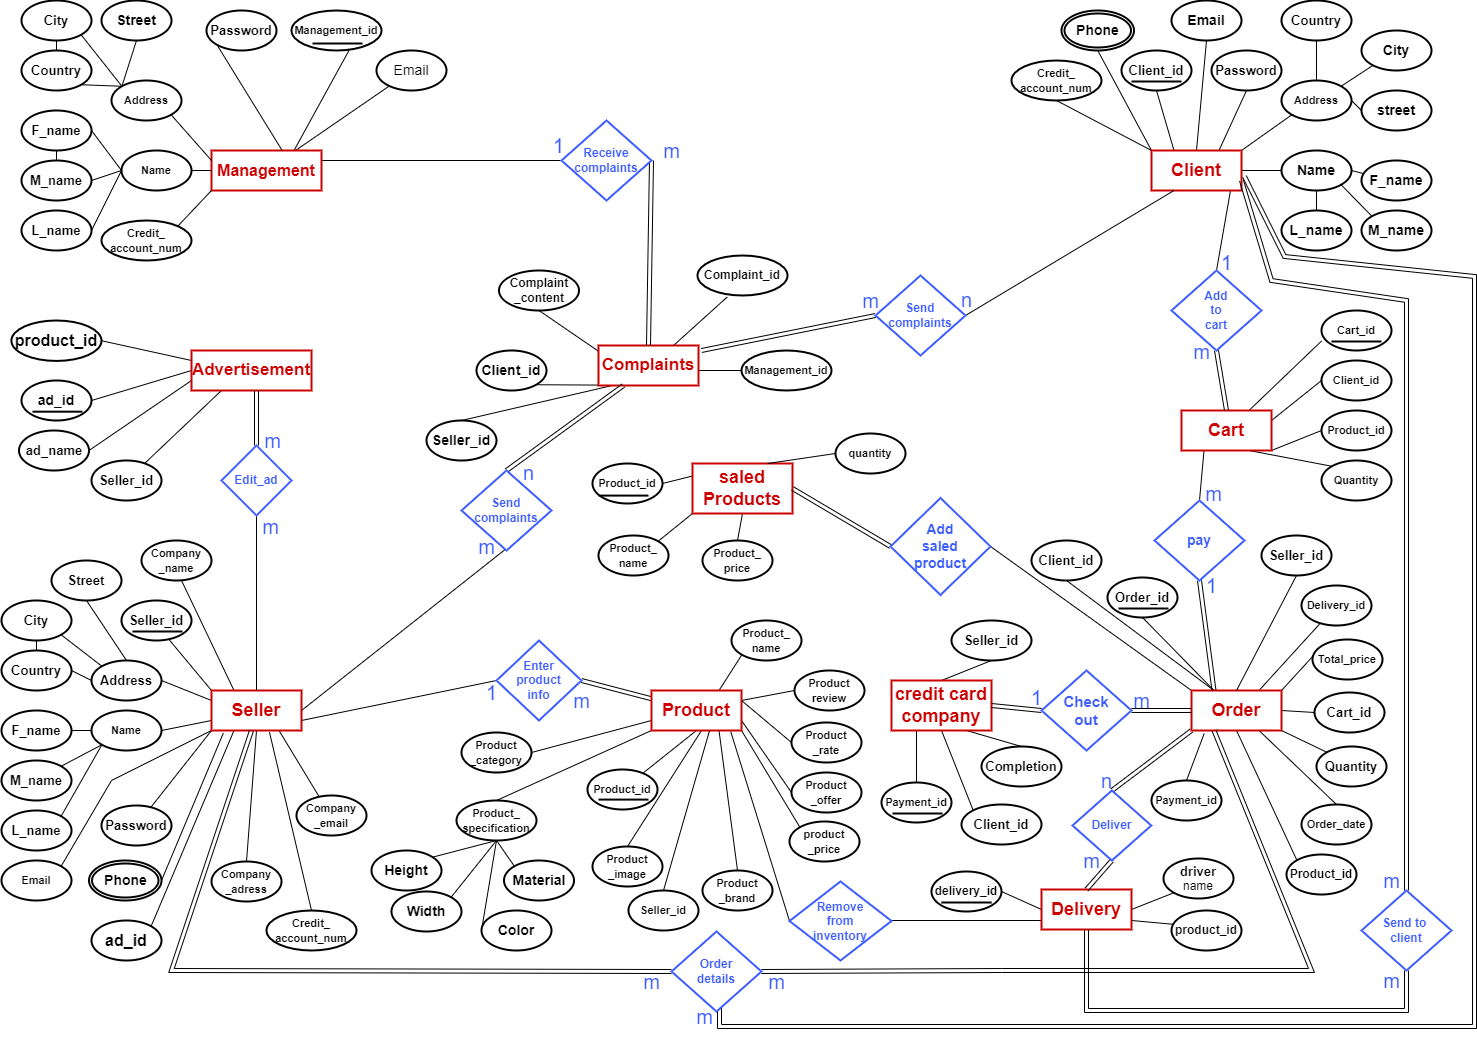 City
Street
Country
Address
Password
Management_id
Email
F_name
M_name
L_name
Name
Credit_
account_num
Management
1
Receive
complaints
m
Phone
Email
Country
City
Credit_
account_num
Client_id
Password
Address
street
Client
Name
F_name
L_name
M_name
Complaint
_content
Complaint_id
m
Send
complaints
n
1
Add
to
cart
m
product_id
Advertisement
ad_id
ad_name
Seller_id
m
Edit_ad
m
Client_id
Complaints
Management_id
Seller_id
n
Send
complaints
m
Cart_id
Client_id
Cart
Product_id
Quantity
quantity
Product_id
saled
Products
Product_
name
Product_
price
Add
saled
product
m
pay
1
Company
_name
Street
City
Seller_id
Country
Address
Seller
F_name
Name
M_name
L_name
Password
Email
Phone
ad_id
Company
_adress
Company
_email
Credit_
account_num
1
Enter
product
info
m
Product_
name
Product
review
Product
Product
_rate
Product
_category
Product_id
Product
_offer
product
_price
Product_
specification
Height
Width
Material
Color
Product
_image
Seller_id
Product
_brand
Client_id
Order_id
Seller_id
Delivery_id
Total_price
Seller_id
credit card
company
1
Check
out
m
Order
Cart_id
Completion
Payment_id
Client_id
Quantity
Payment_id
Order_date
Product_id
n
Deliver
m
delivery_id
Delivery
driver
name
product_id
Remove
from
inventory
m
Send to
client
m
m
Order
details
m
m